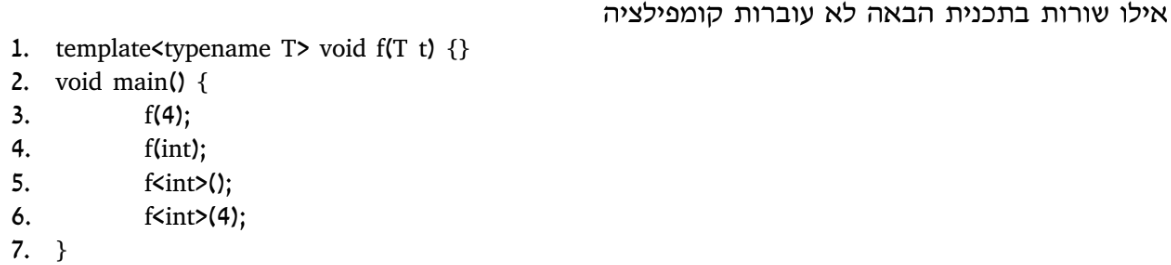 אילו שורות בתכנית הבאה לא עוברות קומפילציה
1. template<typename T> void f(T t) {}
2. void main() {
3. f(4);
4. f(int);
5. f<int>();
6. f<int>(4);
7. }